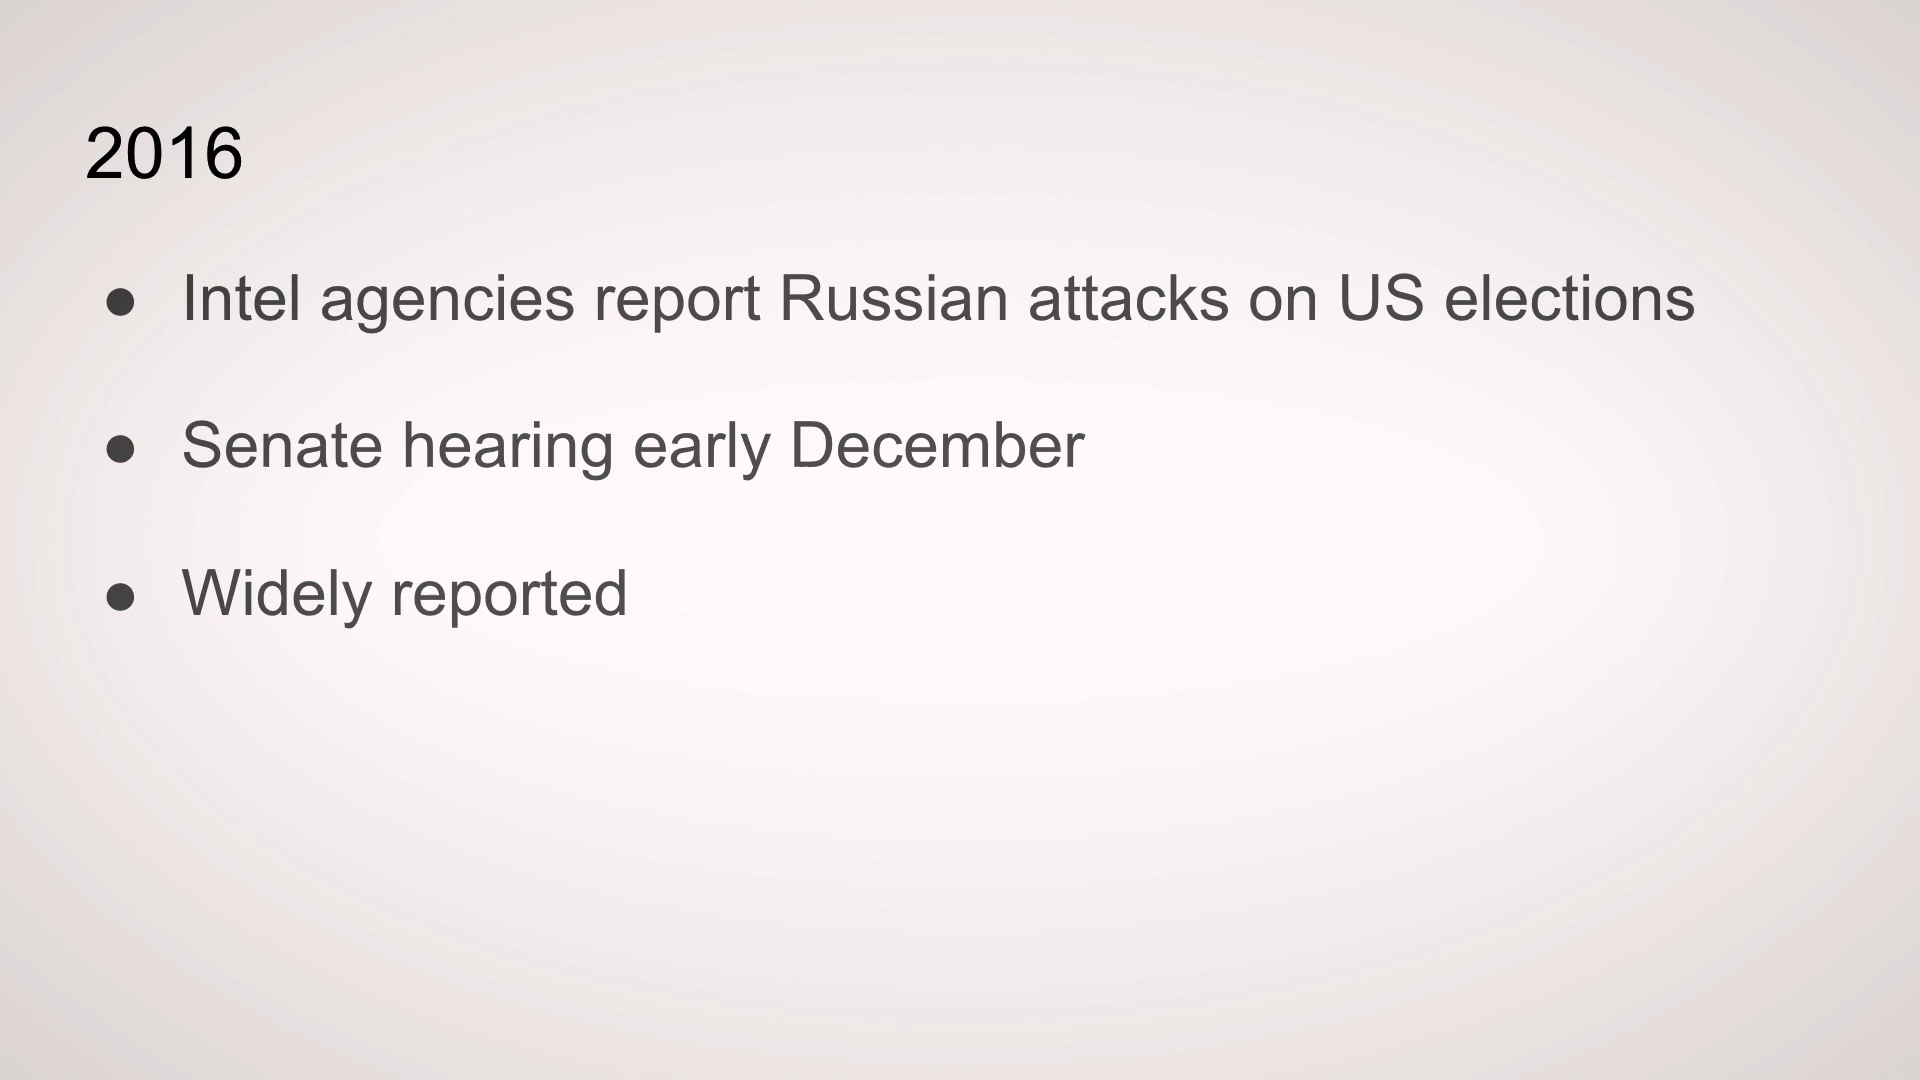 2016
● Intel agencies report Russian attacks on US elections
● Senate hearing early December
● Widely reported